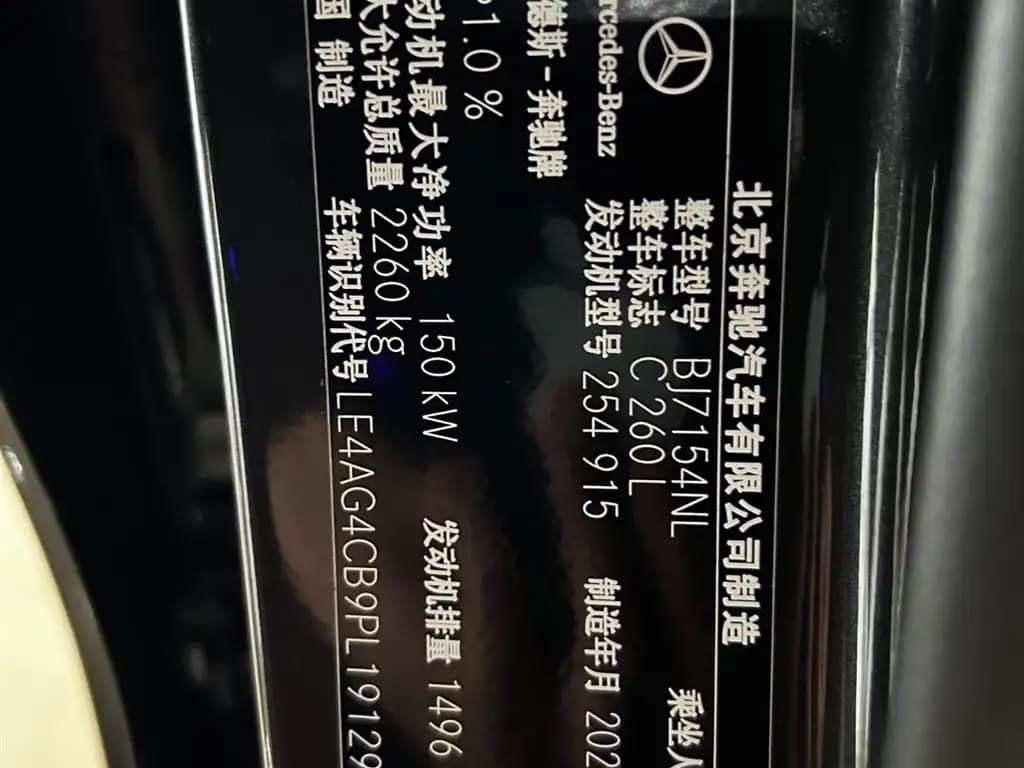 北京奔驰汽车有限公司制造
整车型号 BJ7154NL 乘坐人
rcedes-Benz 整车标志 C 260 L
发动机型号 254 915 制造年月 202
德斯-奔驰牌
1.0 %
动机最大净功率 150 kW 发动机排量 1496
大允许总质量 2260 kg
国 制造 车辆识别代号 LE4AG4CB9PL19129